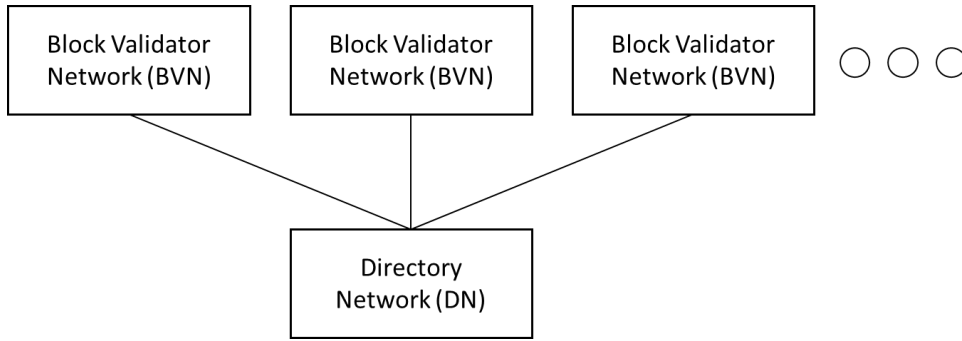 Block Validator
Network (BVN)
Block Validator
Network (BVN)
Block Validator
Network (BVN)
Directory
Network (DN)